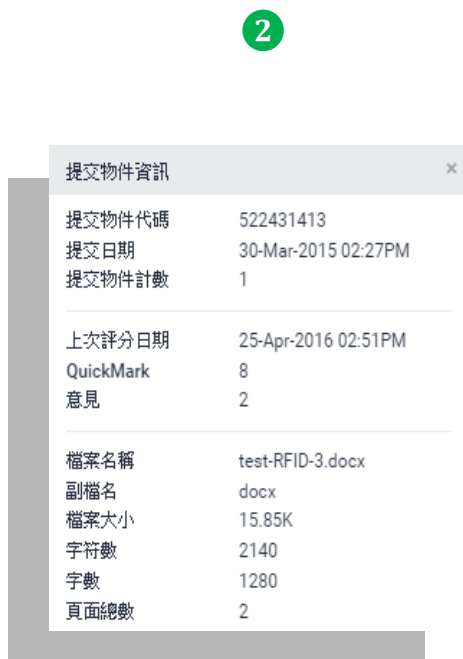 2
提交物件資訊 ×
提交物件代碼 522431413
提交日期 30-Mar-2015 02:27PM
提交物件計數 1
上次評分日期 25-Apr-2016 02:51PM
QuickMark 8
意見 2
檔案名稱 test-RFID-3.docx
副檔名 docx
檔案大小 15.85K
字符數 2140
字數 1280
頁面總數 2